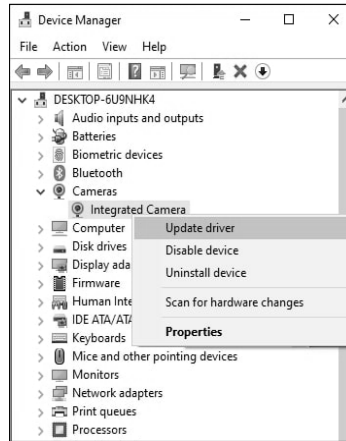 Device Manager
File Action View Help
DESKTOP-6U9NHK4
Audio inputs and outputs
Batteries
Biometric devices
Bluetooth
Cameras
Integrated Camera
Computer
Update driver
Disk drives
Disable device
Display ada
Uninstall device
Firmware
Human Inte
Scan for hardware changes
IDE ATA/ATA
Properties
Keyboards
Mice and other pointing devices
Monitors
Network adapters
Print queues
Processors